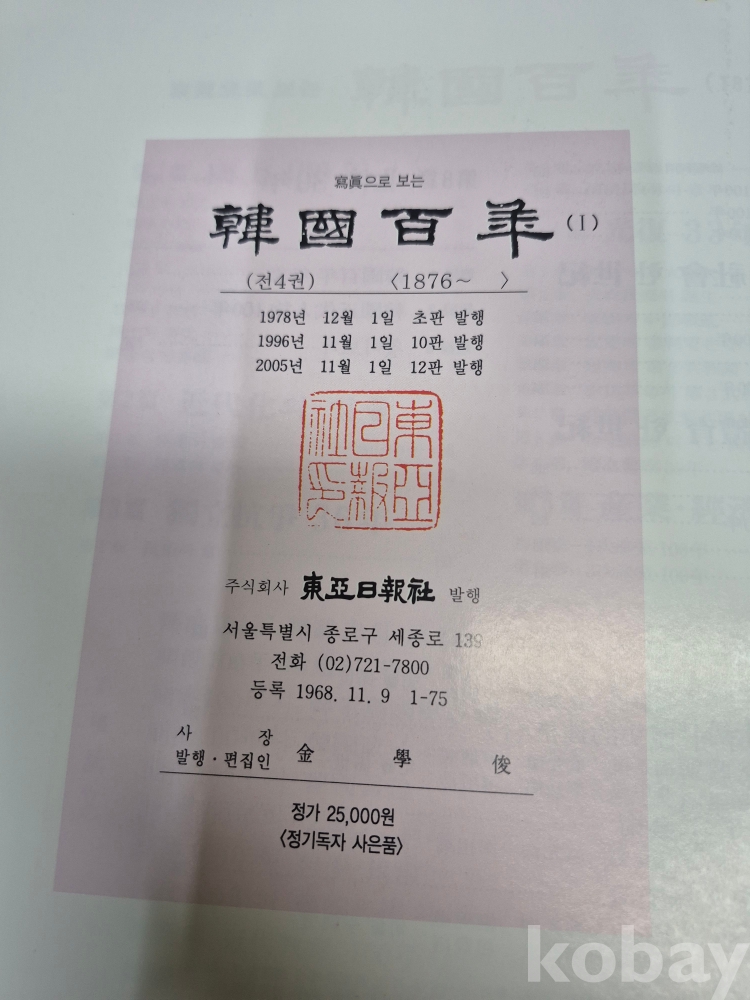 寫眞으로 보는
韓國百年 (I)
(전4권) 〈1876~ 〉
1978년 12월 1일 초판 발행
1996년 11월 1일 10판 발행
2005년 11월 1일 12판 발행
東亞日報社印
주식회사 東亞日報社 발행
서울특별시 종로구 세종로 139
전화 (02)721-7800
등록 1968. 11. 9 1-75
사 장
발행·편집인 金 學 俊
정가 25,000원
〈정기독자 사은품〉
kobay